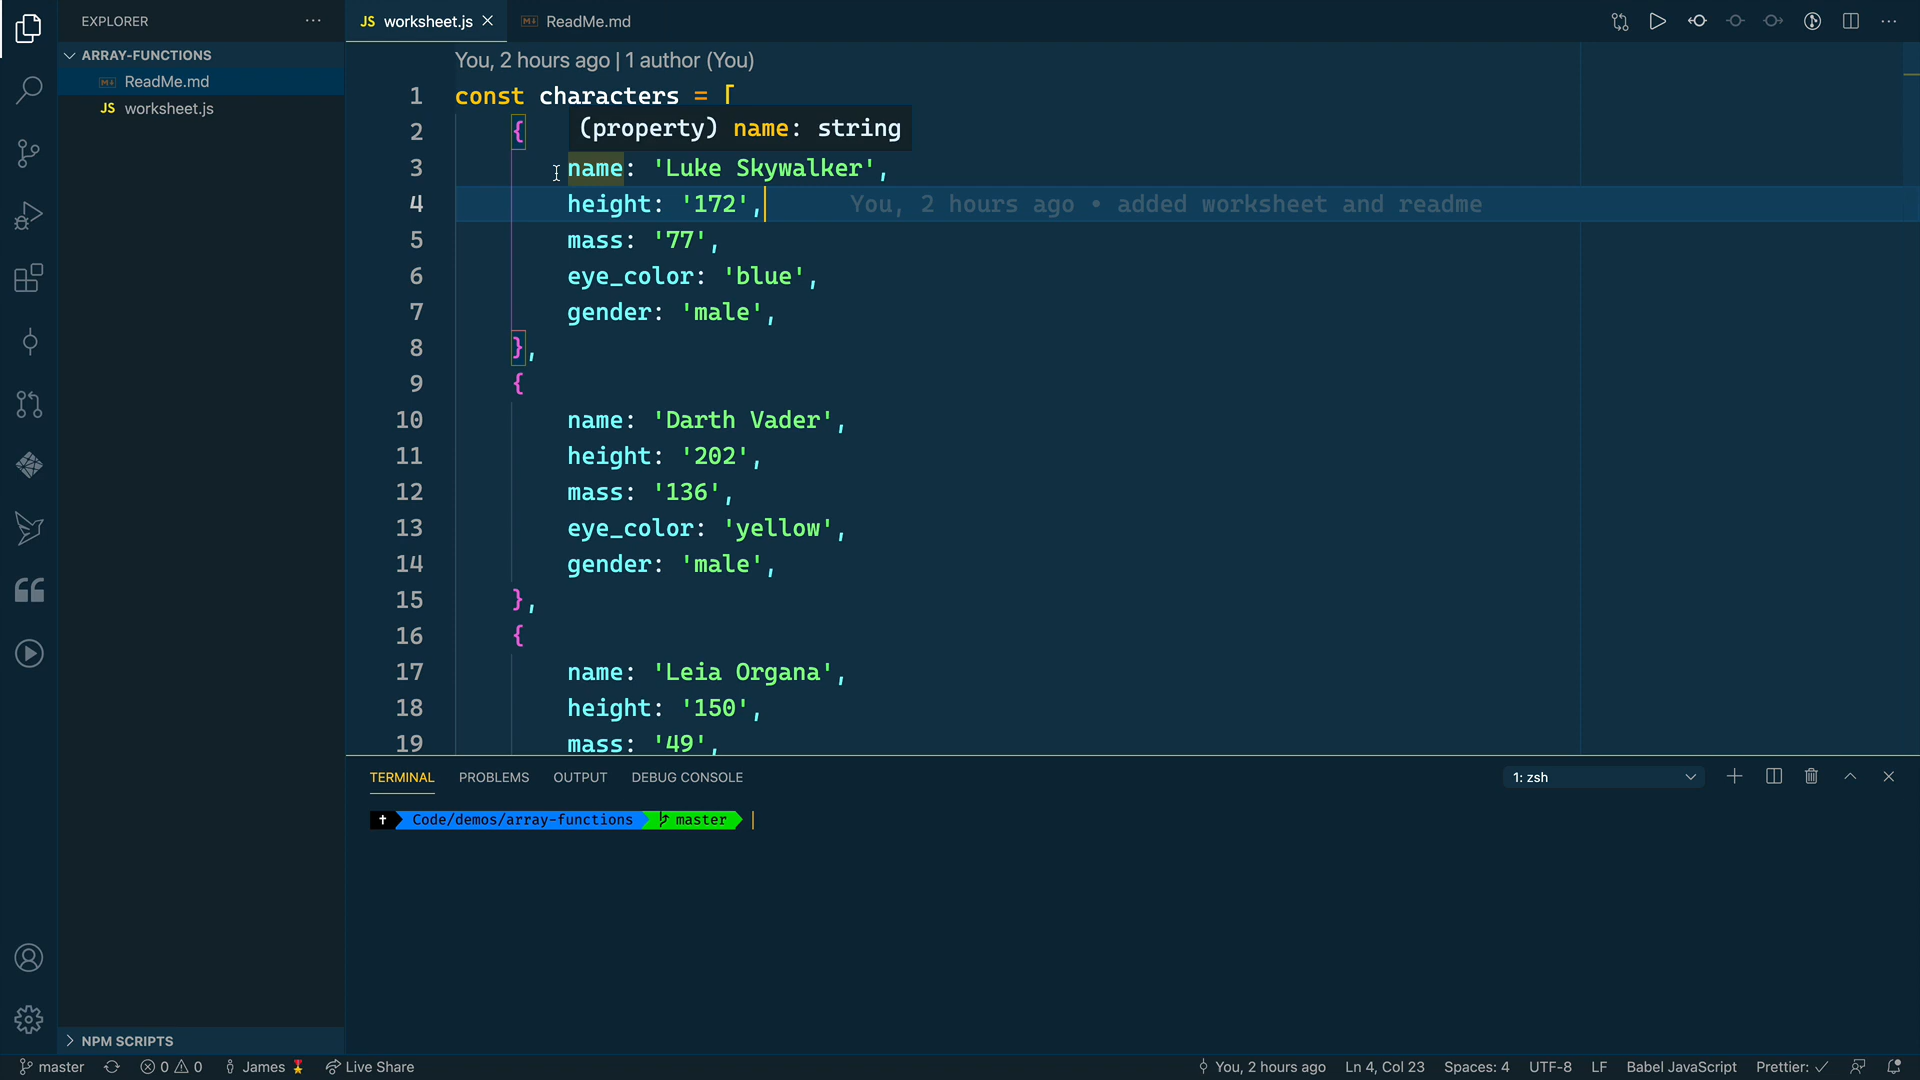 EXPLORER
ARRAY-FUNCTIONS
ReadMe.md
JS worksheet.js
NPM SCRIPTS
JS worksheet.js
ReadMe.md
You, 2 hours ago | 1 author (You)
1 const characters = [
(property) name: string
2 {
3 name: 'Luke Skywalker',
4 height: '172', You, 2 hours ago • added worksheet and readme
5 mass: '77',
6 eye_color: 'blue',
7 gender: 'male',
8 },
9 {
10 name: 'Darth Vader',
11 height: '202',
12 mass: '136',
13 eye_color: 'yellow',
14 gender: 'male',
15 },
16 {
17 name: 'Leia Organa',
18 height: '150',
19 mass: '49',
TERMINAL PROBLEMS OUTPUT DEBUG CONSOLE 1: zsh
Code/demos/array-functions master
master 0 0 James Live Share You, 2 hours ago Ln 4, Col 23 Spaces: 4 UTF-8 LF Babel JavaScript Prettier: ✓